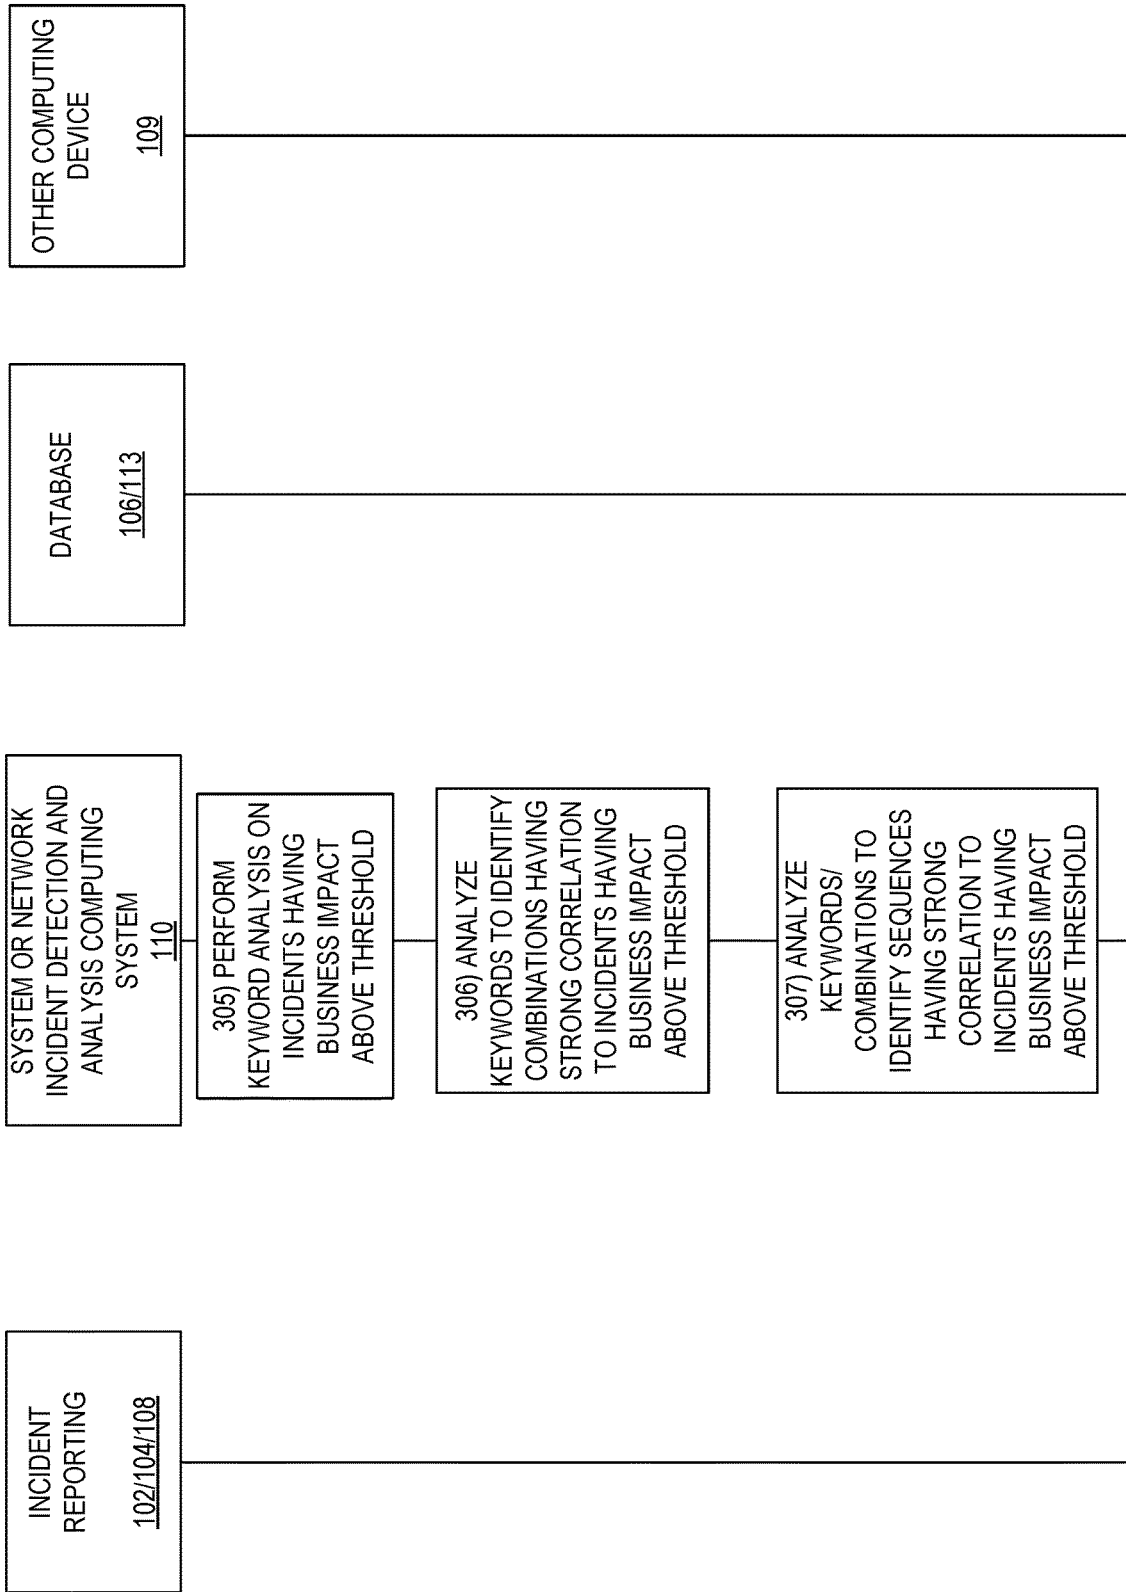 INCIDENT
REPORTING
102/104/108
SYSTEM OR NETWORK
INCIDENT DETECTION AND
ANALYSIS COMPUTING
SYSTEM
110
DATABASE
106/113
OTHER COMPUTING
DEVICE
109
305) PERFORM
KEYWORD ANALYSIS ON
INCIDENTS HAVING
BUSINESS IMPACT
ABOVE THRESHOLD
306) ANALYZE
KEYWORDS TO IDENTIFY
COMBINATIONS HAVING
STRONG CORRELATION
TO INCIDENTS HAVING
BUSINESS IMPACT
ABOVE THRESHOLD
307) ANALYZE
KEYWORDS/
COMBINATIONS TO
IDENTIFY SEQUENCES
HAVING STRONG
CORRELATION TO
INCIDENTS HAVING
BUSINESS IMPACT
ABOVE THRESHOLD